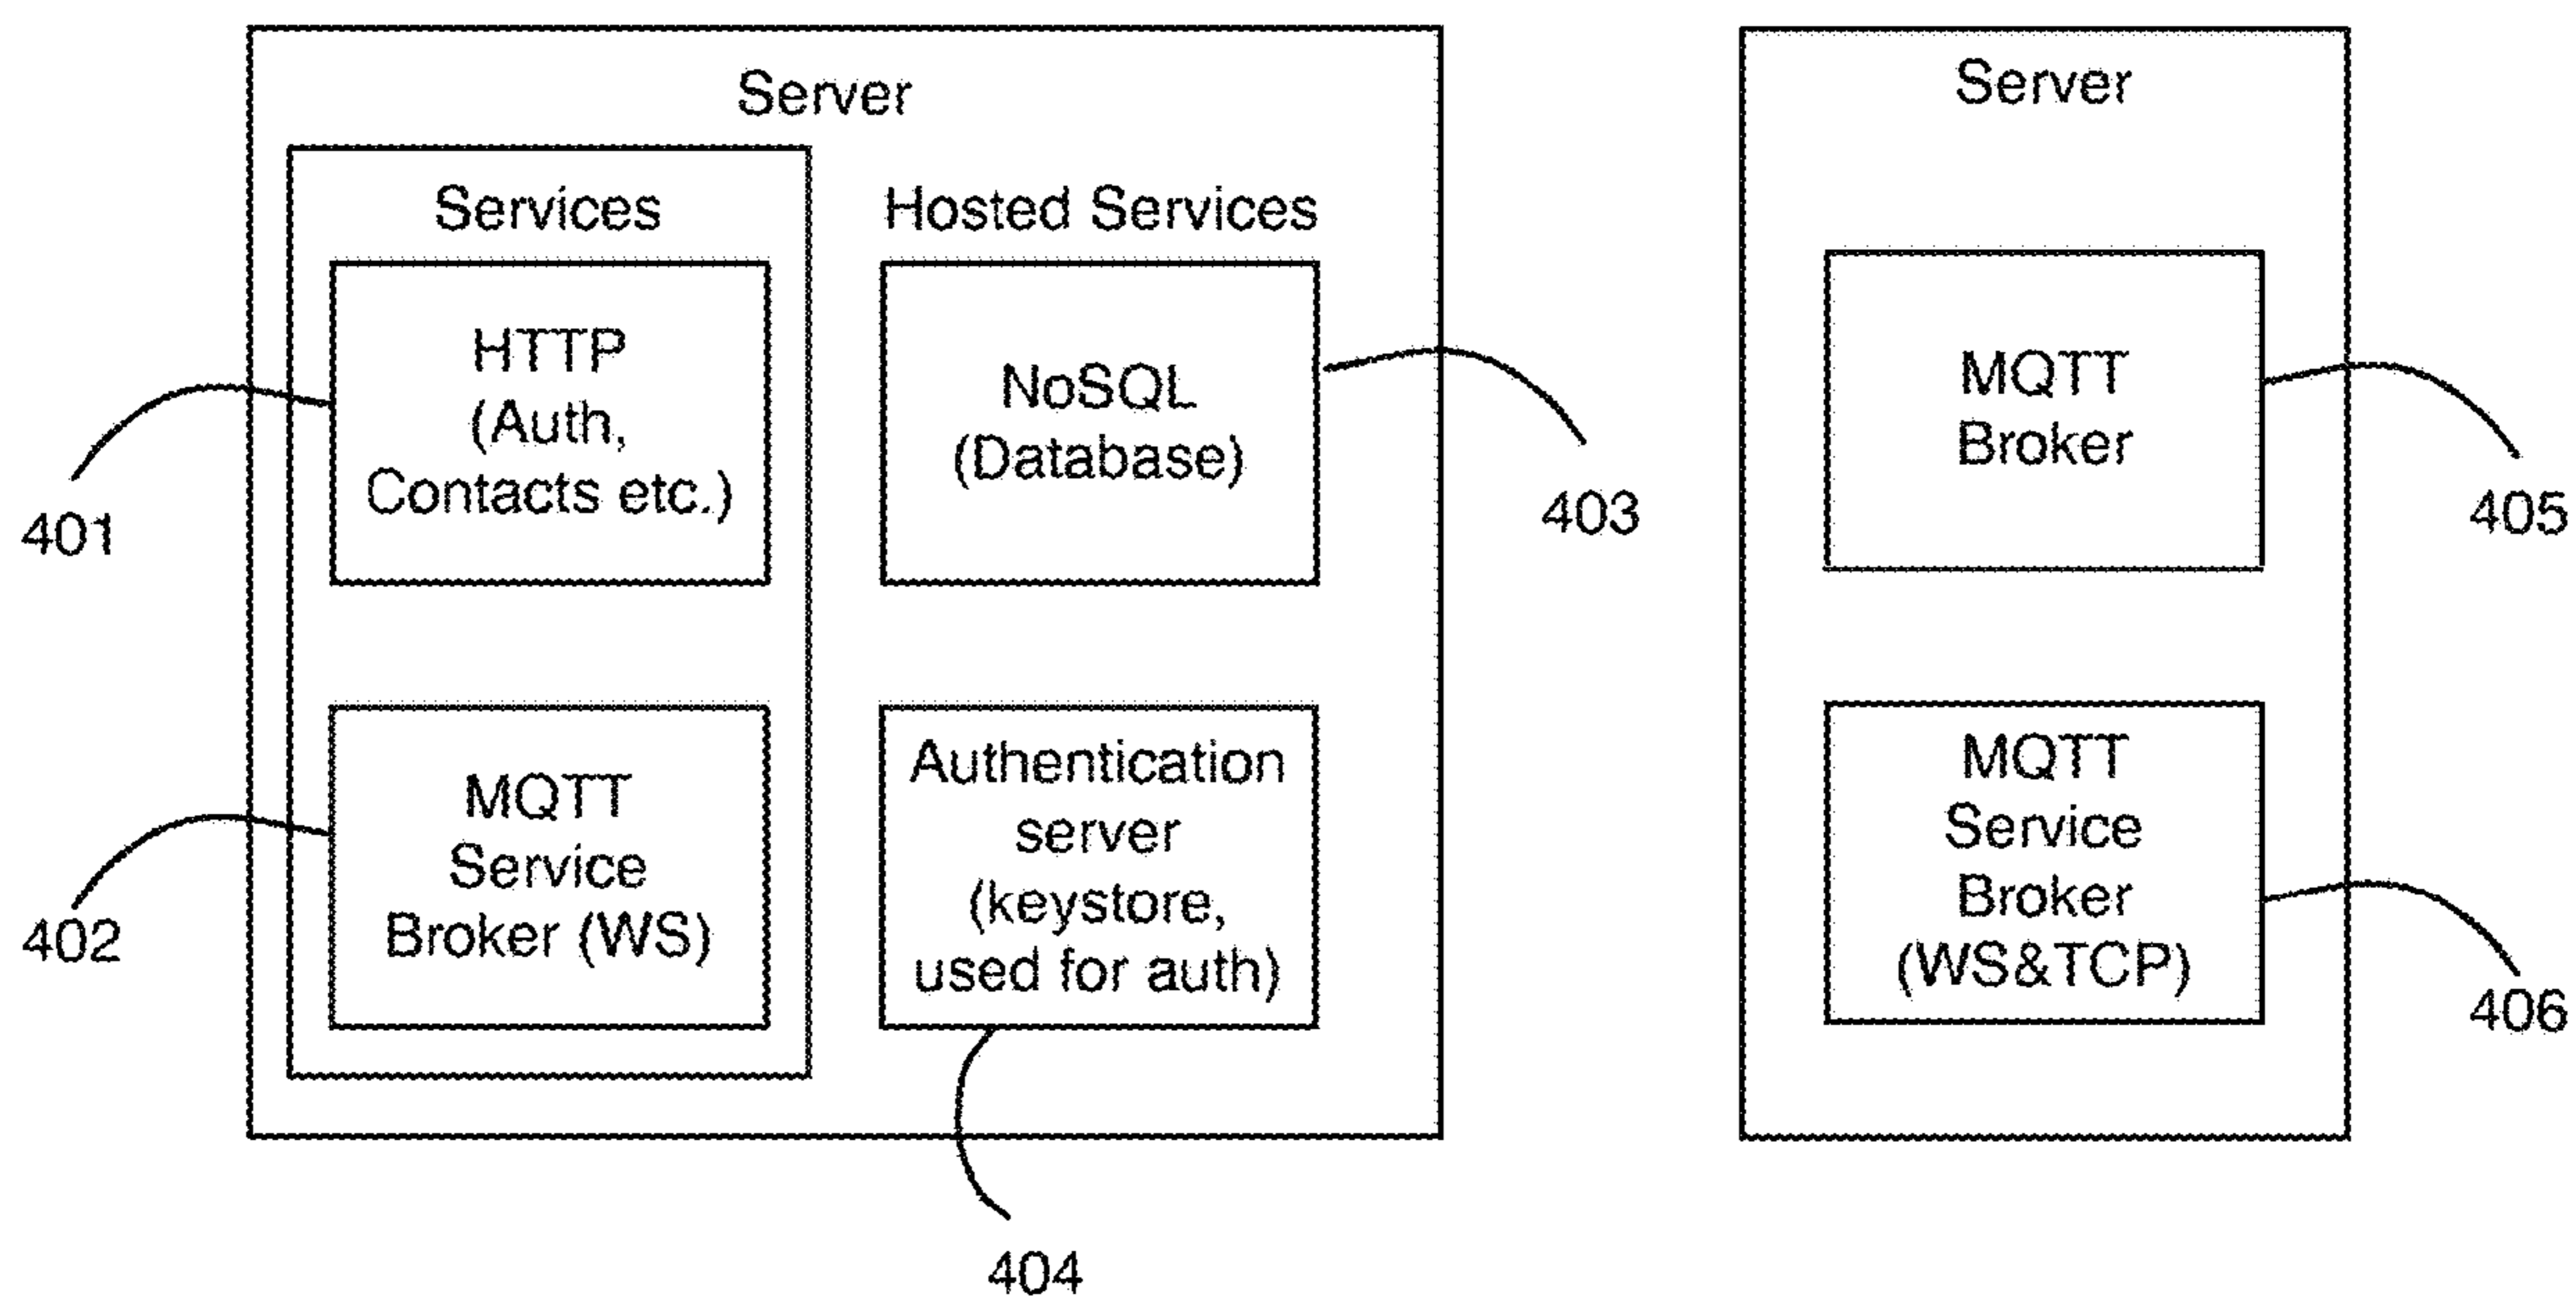 Server
Services
HTTP
(Auth,
Contacts etc.)
401
MQTT
Service
Broker (WS)
402
Hosted Services
NoSQL
(Database)
403
Authentication
server
(keystore,
used for auth)
404
Server
MQTT
Broker
405
MQTT
Service
Broker
(WS&TCP)
406